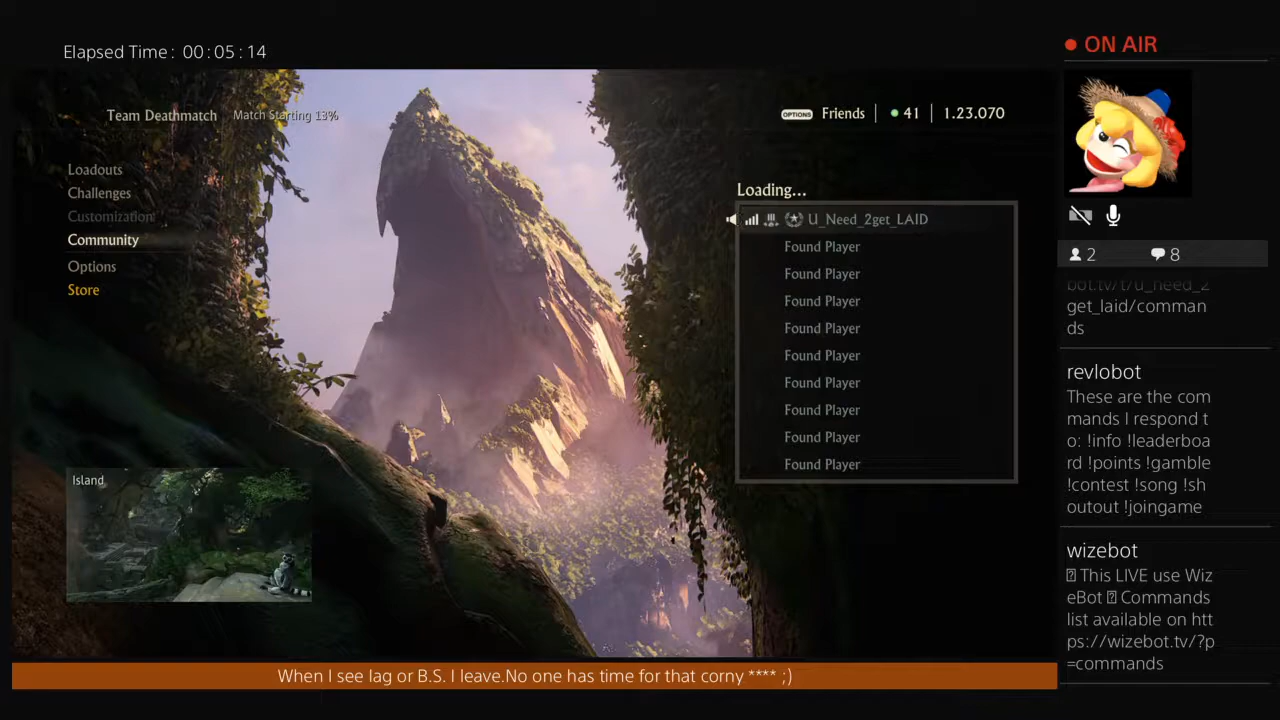 Elapsed Time: 00:05:14
ON AIR
Team Deathmatch Match Starting 13%
OPTIONS Friends 41 1.23.070
Loadouts
Challenges
Customization
Community
Options
Store
Loading...
U_Need_2get_LAID
Found Player
Found Player
Found Player
Found Player
Found Player
Found Player
Found Player
Found Player
Found Player
Island
When I see lag or B.S. I leave.No one has time for that corny **** ;)
2 8
bot.tv/t/u_need_2
get_laid/comman
ds
revlobot
These are the com
mands I respond t
o: !info !leaderboa
rd !points !gamble
!contest !song !sh
outout !joingame
wizebot
This LIVE use Wiz
eBot Commands
list available on htt
ps://wizebot.tv/?p
=commands